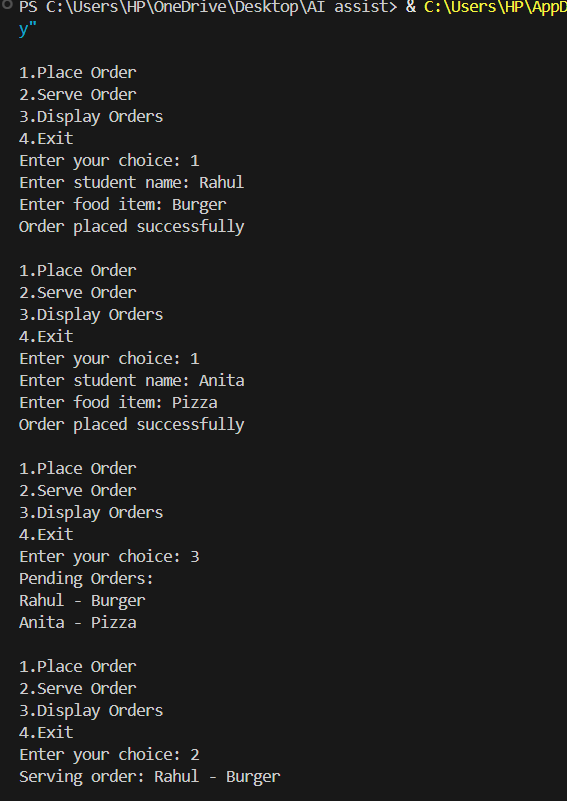 PS C:\Users\HP\OneDrive\Desktop\AI assist> & C:\Users\HP\AppD
y"
1.Place Order
2.Serve Order
3.Display Orders
4.Exit
Enter your choice: 1
Enter student name: Rahul
Enter food item: Burger
Order placed successfully
1.Place Order
2.Serve Order
3.Display Orders
4.Exit
Enter your choice: 1
Enter student name: Anita
Enter food item: Pizza
Order placed successfully
1.Place Order
2.Serve Order
3.Display Orders
4.Exit
Enter your choice: 3
Pending Orders:
Rahul - Burger
Anita - Pizza
1.Place Order
2.Serve Order
3.Display Orders
4.Exit
Enter your choice: 2
Serving order: Rahul - Burger